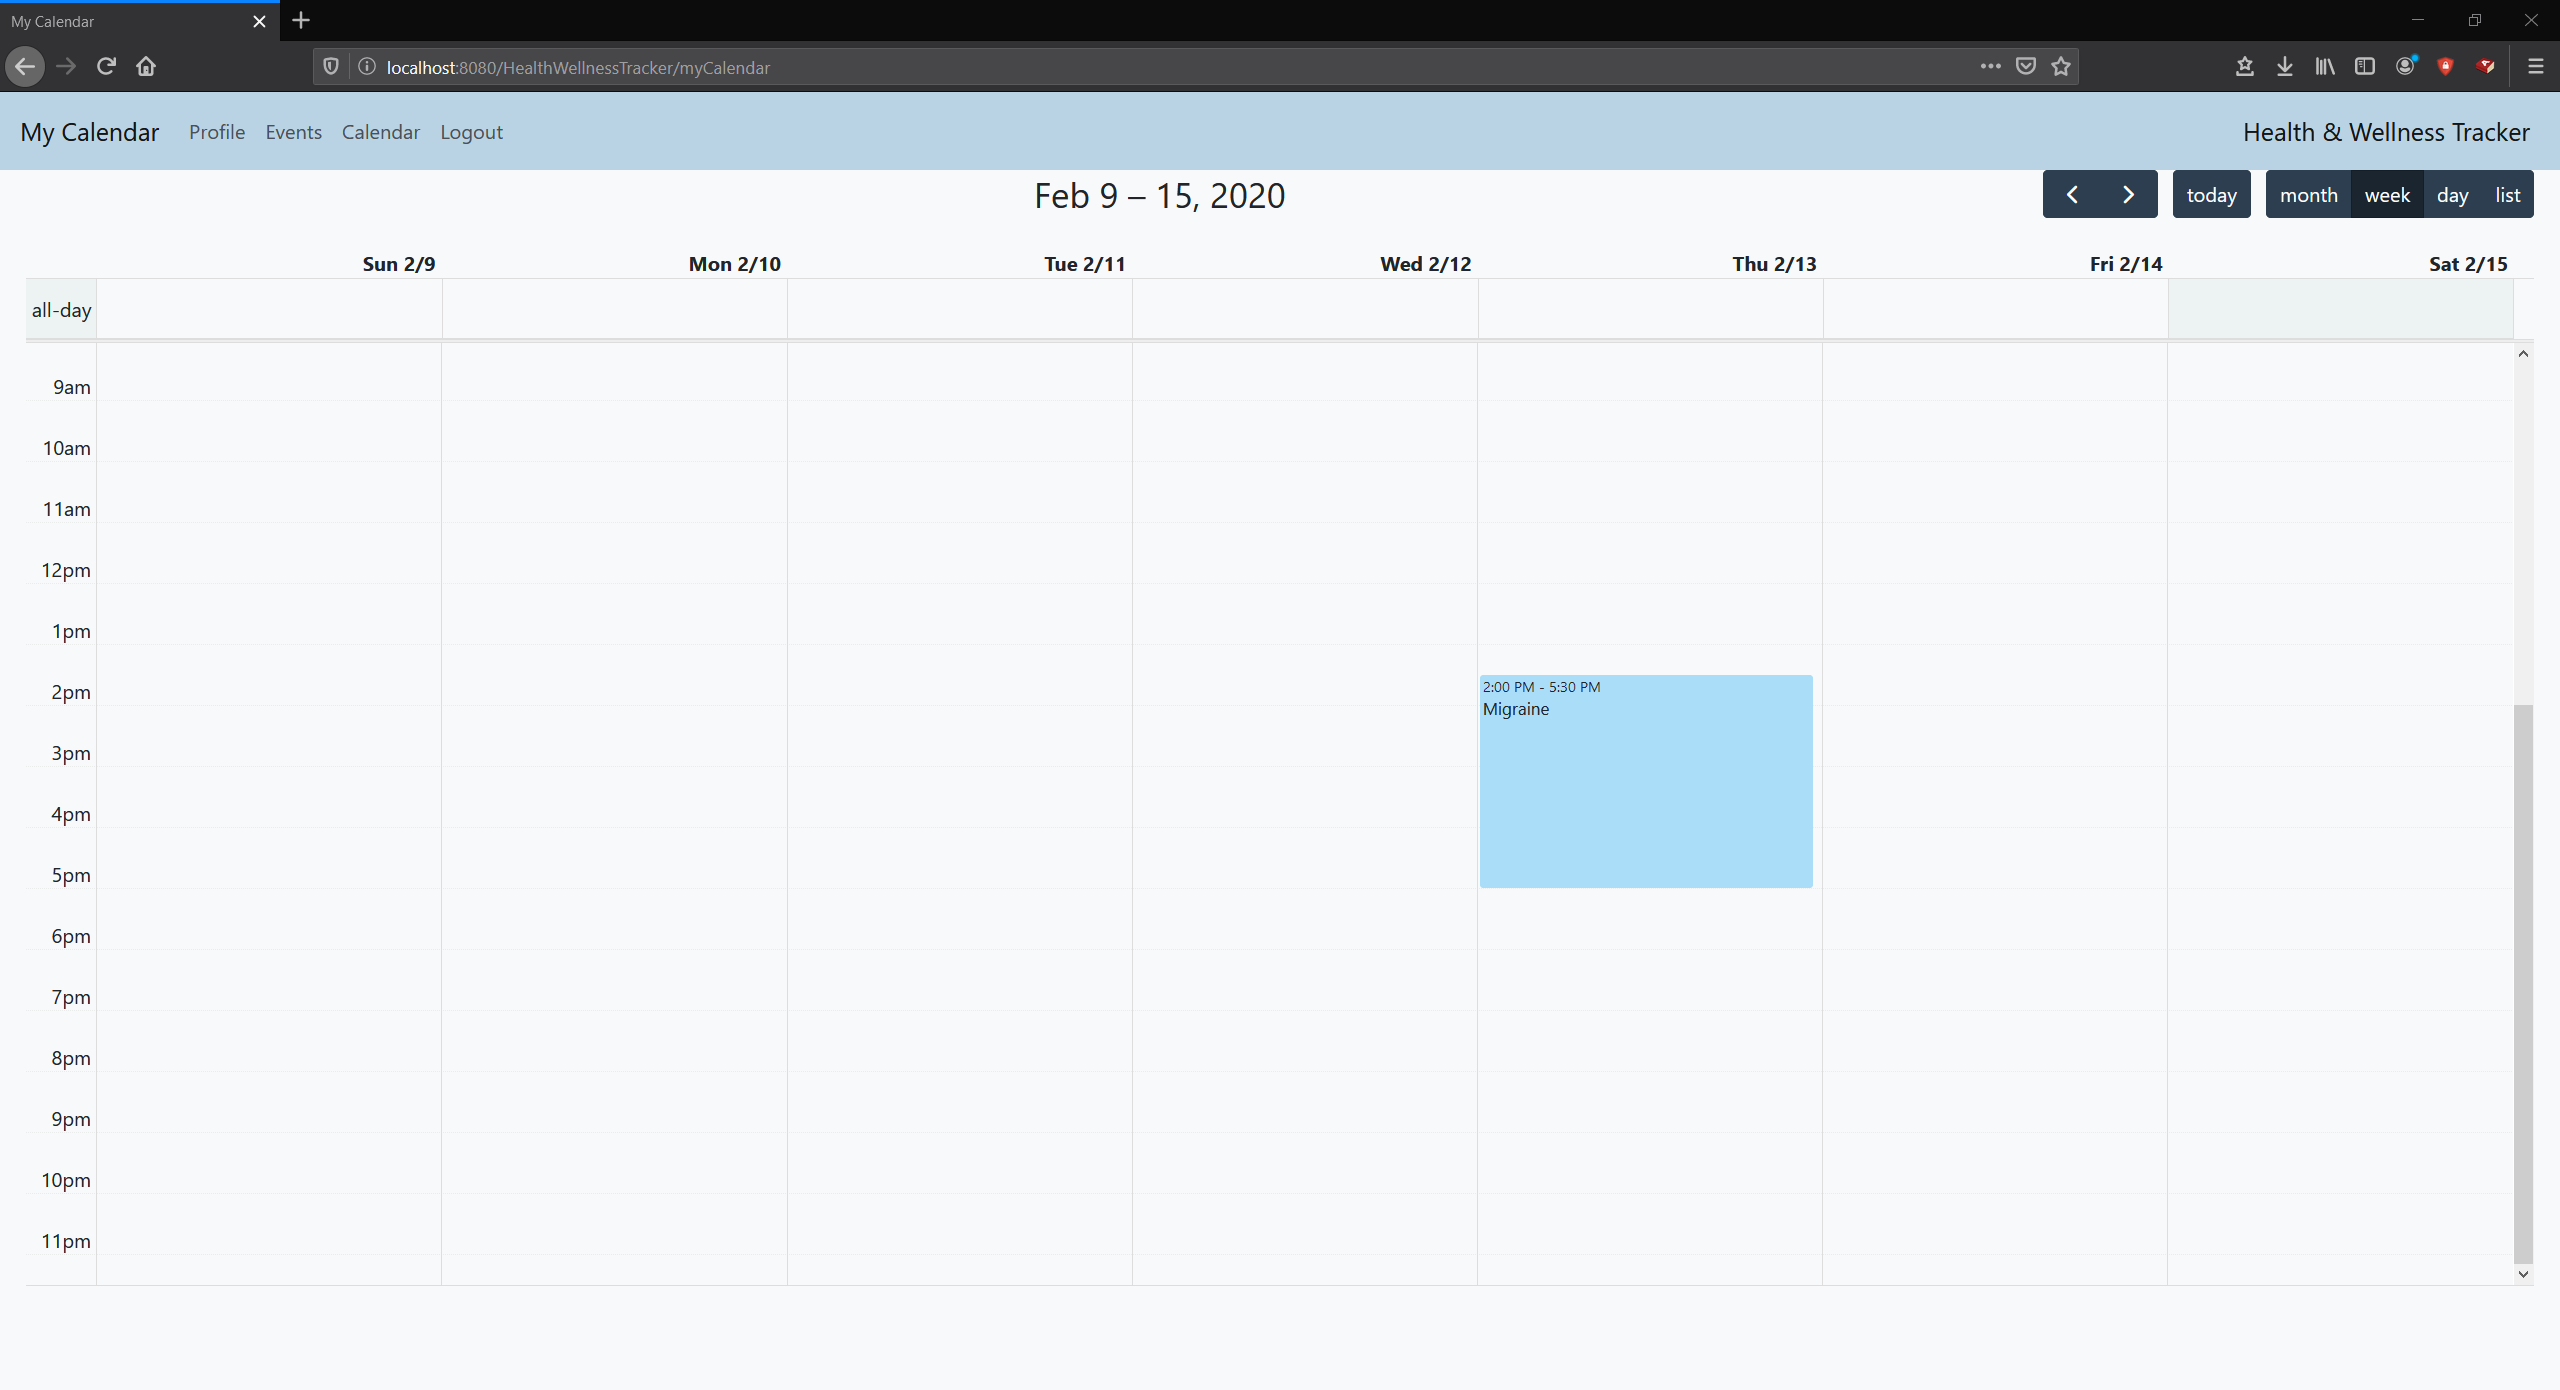 My Calendar
localhost:8080/HealthWellnessTracker/myCalendar
My Calendar Profile Events Calendar Logout Health & Wellness Tracker
Feb 9 – 15, 2020 today month week day list
Sun 2/9 Mon 2/10 Tue 2/11 Wed 2/12 Thu 2/13 Fri 2/14 Sat 2/15
all-day
9am
10am
11am
12pm
1pm
2pm
2:00 PM - 5:30 PM
Migraine
3pm
4pm
5pm
6pm
7pm
8pm
9pm
10pm
11pm